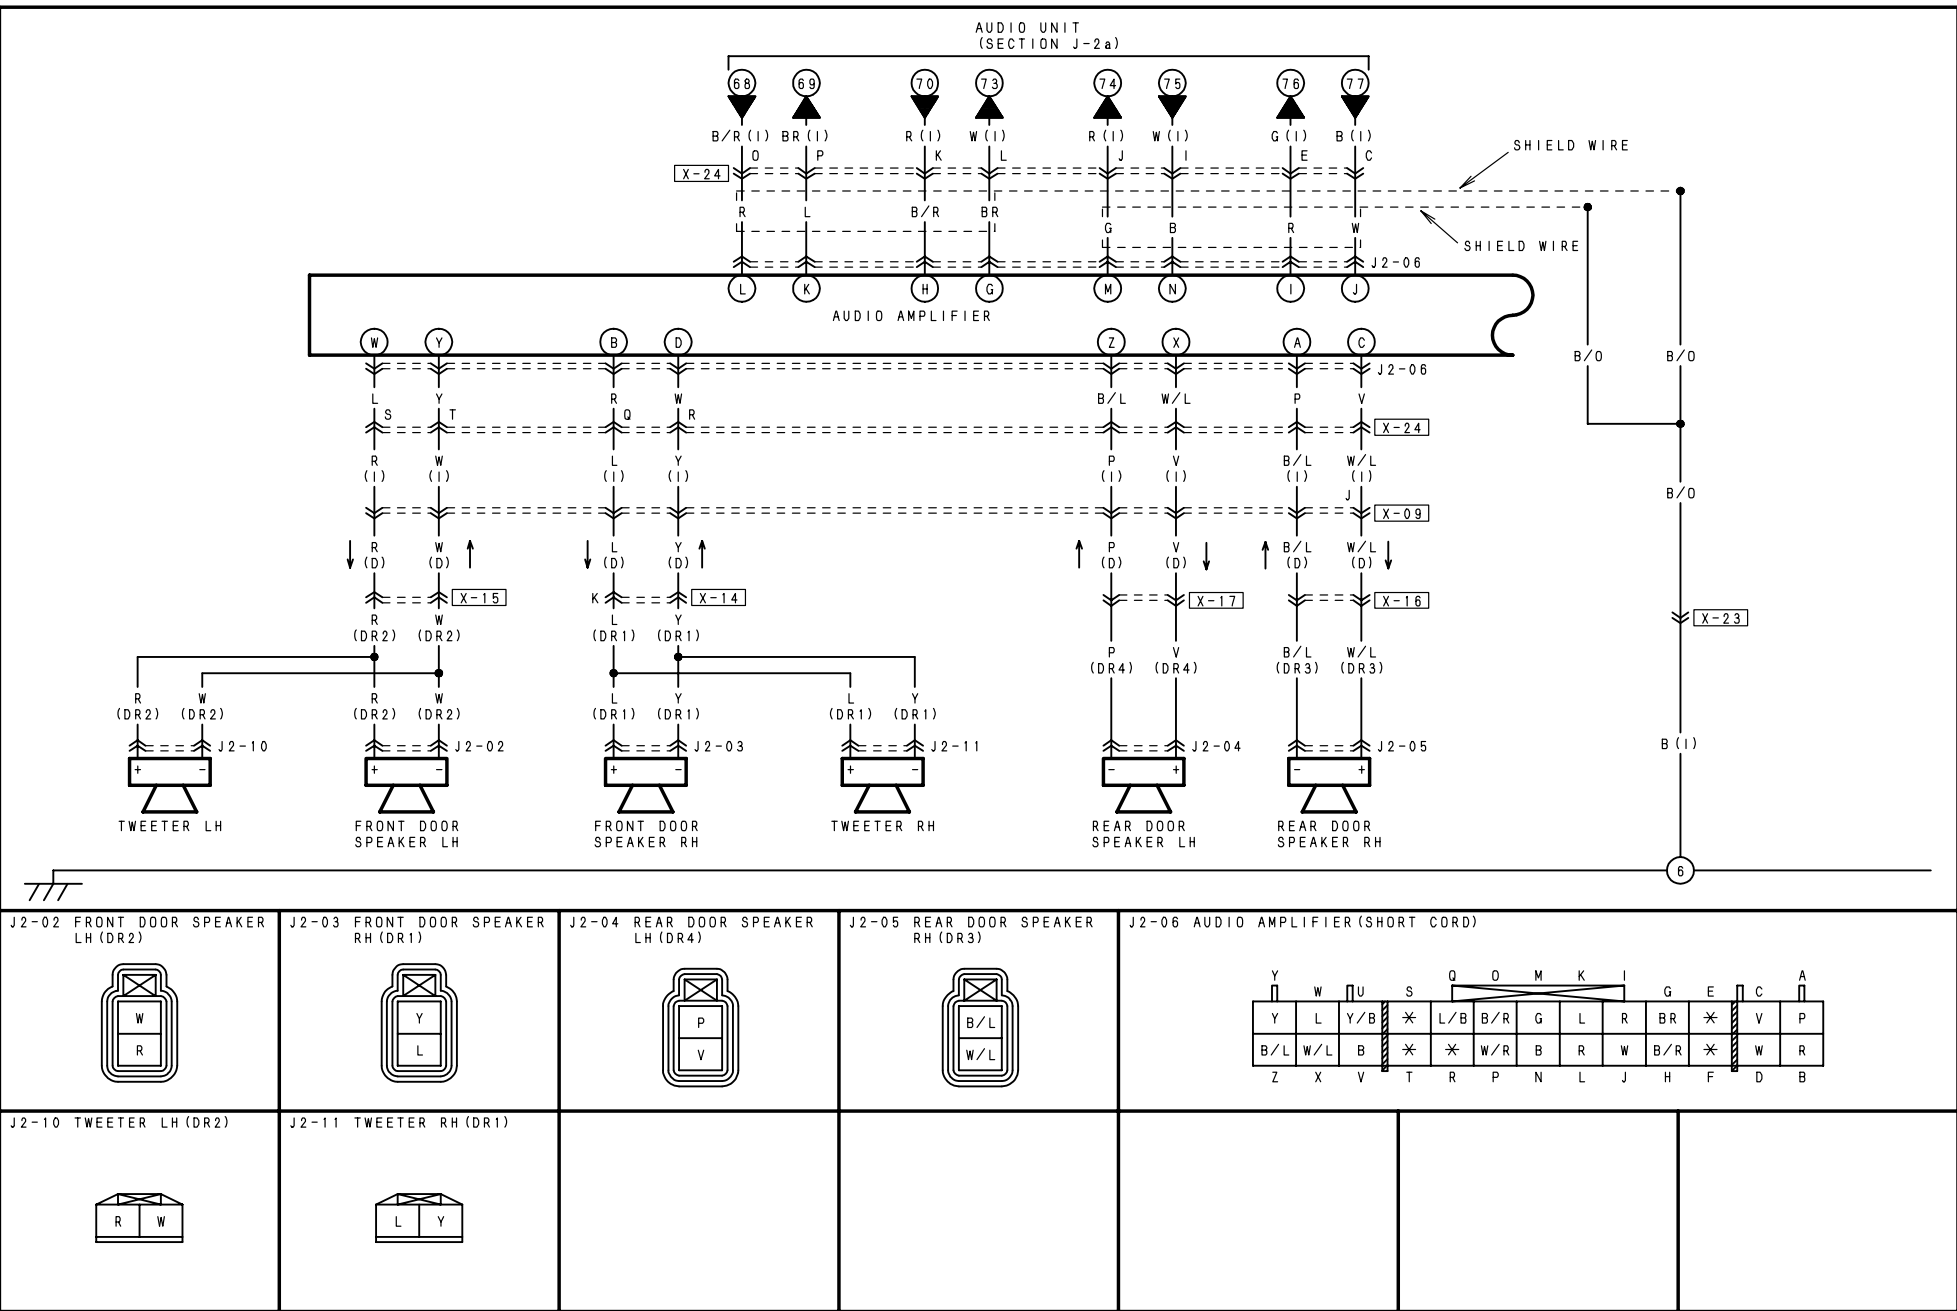 AUDIO UNIT
(SECTION J-2a)
68 69 70 73 74 75 76 77
B/R(I) BR(I) R(I) W(I) R(I) W(I) G(I) B(I)
SHIELD WIRE
O P K L J I E C
X-24
R L B/R BR
G B R W
SHIELD WIRE
J2-06
L K H G M N I J
AUDIO AMPLIFIER
W Y B D Z X A C
B/O B/O
J2-06
L Y R W B/L W/L P V
S T Q R
X-24
R W L Y P V B/L W/L
(I) (I) (I) (I) (I) (I) (I) (I)
J
B/O
X-09
R W L Y P V B/L W/L
(D) (D) (D) (D) (D) (D) (D) (D)
X-15 K X-14 X-17 X-16
X-23
R W L Y
(DR2) (DR2) (DR1) (DR1)
P V B/L W/L
(DR4) (DR4) (DR3) (DR3)
R W R W L Y L Y
(DR2) (DR2) (DR2) (DR2) (DR1) (DR1) (DR1) (DR1)
B(I)
J2-10 J2-02 J2-03 J2-11 J2-04 J2-05
+ - + - + - + - - + - +
TWEETER LH
FRONT DOOR
SPEAKER LH
FRONT DOOR
SPEAKER RH
TWEETER RH
REAR DOOR
SPEAKER LH
REAR DOOR
SPEAKER RH
6
J2-02 FRONT DOOR SPEAKER
LH(DR2)
W
R
J2-03 FRONT DOOR SPEAKER
RH(DR1)
Y
L
J2-04 REAR DOOR SPEAKER
LH(DR4)
P
V
J2-05 REAR DOOR SPEAKER
RH(DR3)
B/L
W/L
J2-06 AUDIO AMPLIFIER(SHORT CORD)
Y W U S Q O M K I G E C A
Y L Y/B * L/B B/R G L R BR * V P
B/L W/L B * * W/R B R W B/R * W R
Z X V T R P N L J H F D B
J2-10 TWEETER LH(DR2)
R W
J2-11 TWEETER RH(DR1)
L Y